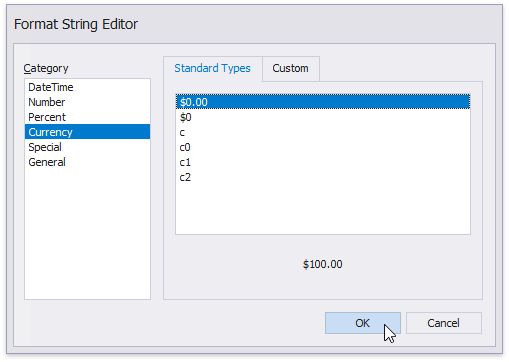 Format String Editor
Category
DateTime
Number
Percent
Currency
Special
General
Standard Types
Custom
$0.00
$0
c
c0
c1
c2
$100.00
OK
Cancel